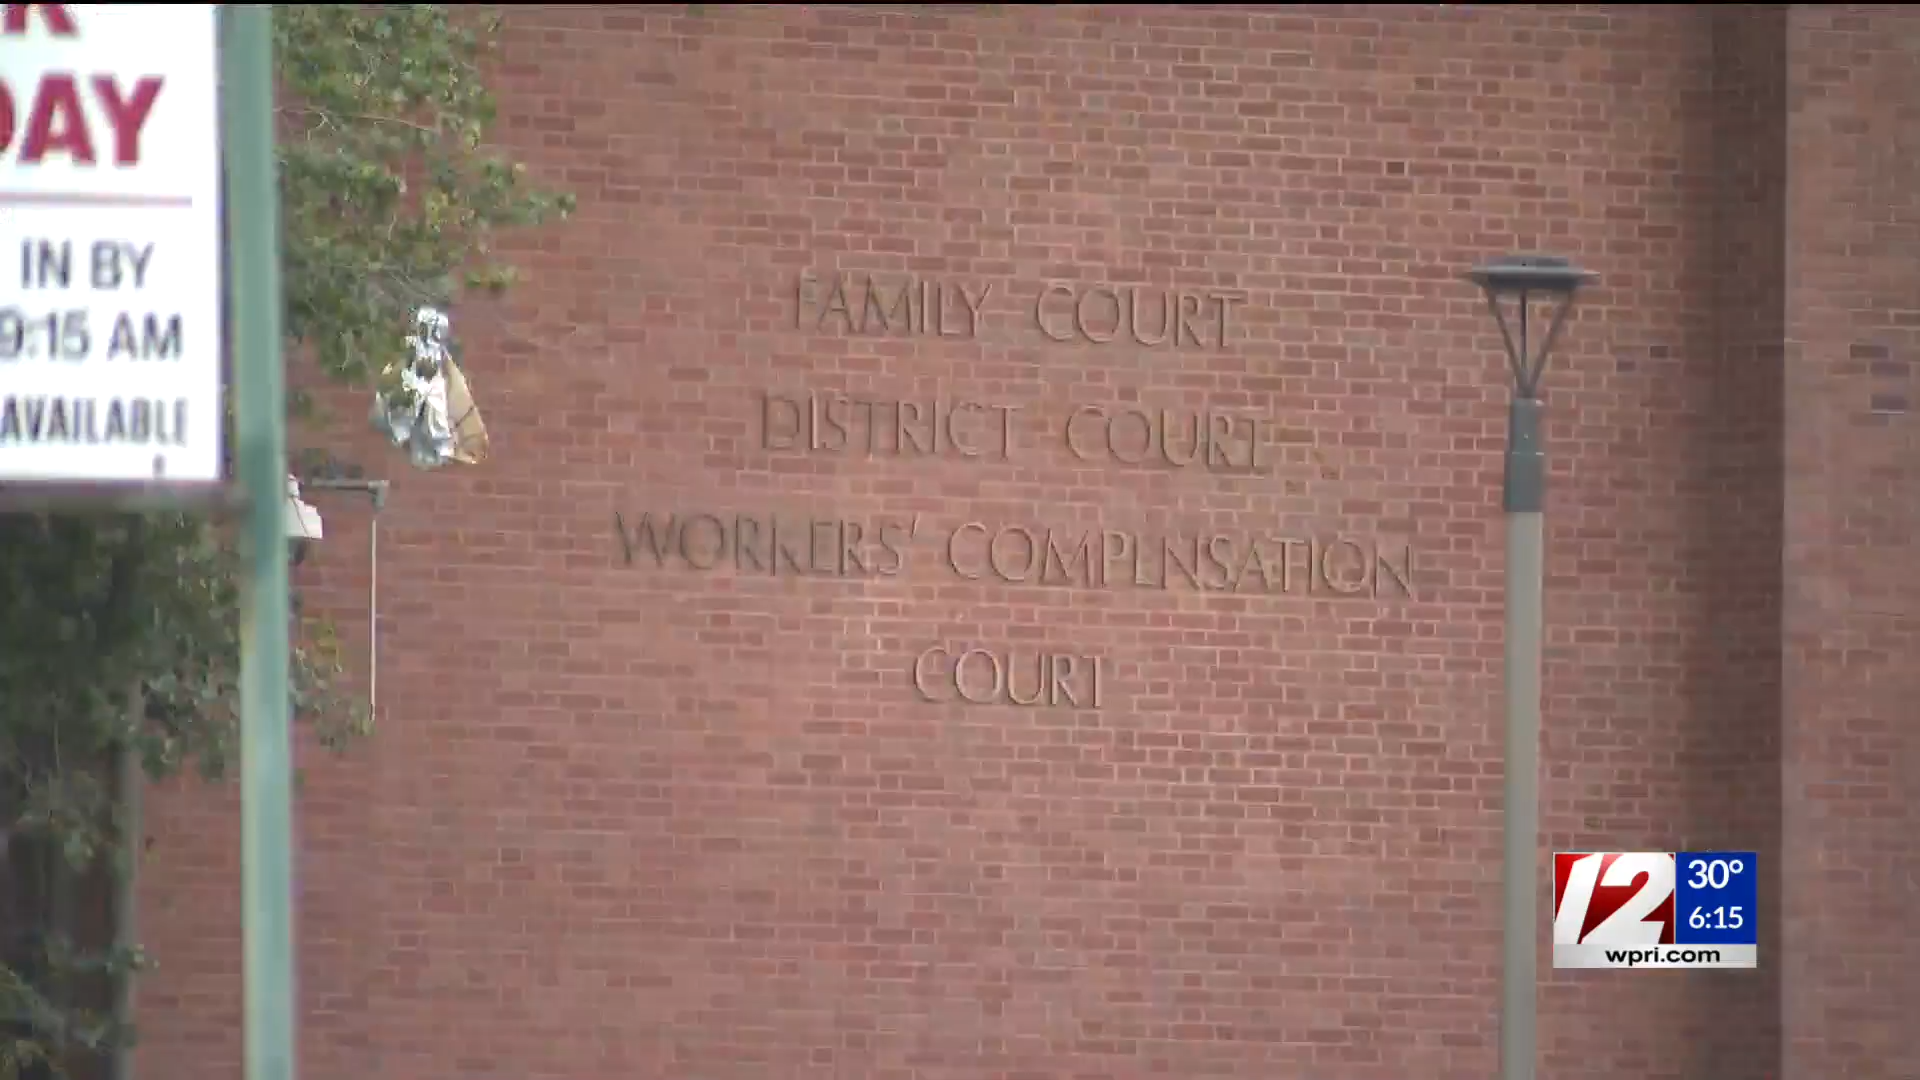 DAY
IN BY
9:15 AM
AVAILABLE
FAMILY COURT
DISTRICT COURT
WORKERS' COMPENSATION
COURT
12
30°
6:15
wpri.com